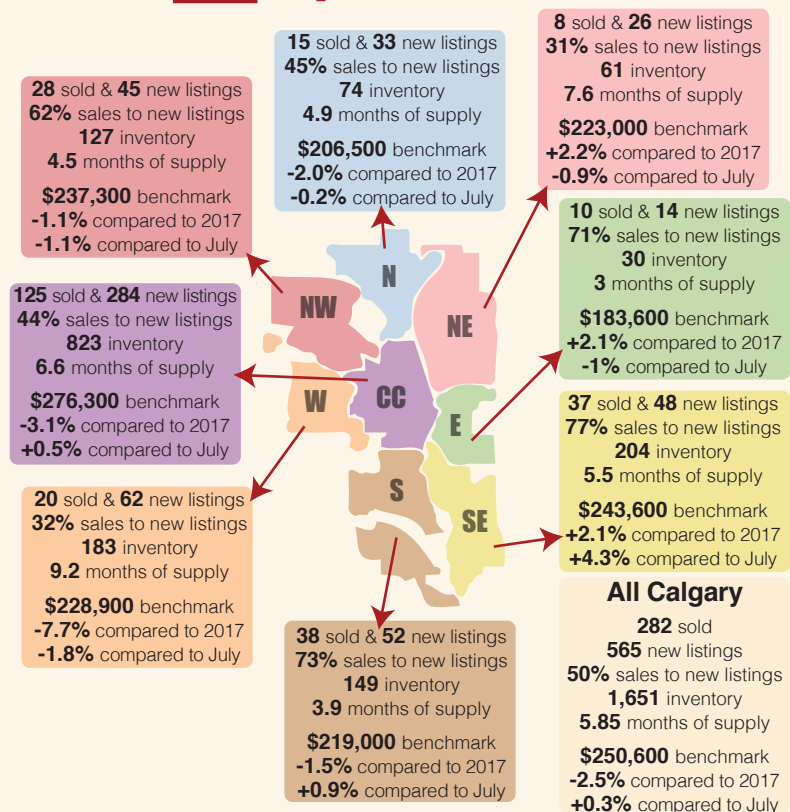 15 sold & 33 new listings
45% sales to new listings
74 inventory
4.9 months of supply
$206,500 benchmark
-2.0% compared to 2017
-0.2% compared to July
8 sold & 26 new listings
31% sales to new listings
61 inventory
7.6 months of supply
$223,000 benchmark
+2.2% compared to 2017
-0.9% compared to July
28 sold & 45 new listings
62% sales to new listings
127 inventory
4.5 months of supply
$237,300 benchmark
-1.1% compared to 2017
-1.1% compared to July
10 sold & 14 new listings
71% sales to new listings
30 inventory
3 months of supply
$183,600 benchmark
+2.1% compared to 2017
-1% compared to July
N
NW
NE
125 sold & 284 new listings
44% sales to new listings
823 inventory
6.6 months of supply
$276,300 benchmark
-3.1% compared to 2017
+0.5% compared to July
W
CC
E
37 sold & 48 new listings
77% sales to new listings
204 inventory
5.5 months of supply
$243,600 benchmark
+2.1% compared to 2017
+4.3% compared to July
S
SE
20 sold & 62 new listings
32% sales to new listings
183 inventory
9.2 months of supply
$228,900 benchmark
-7.7% compared to 2017
-1.8% compared to July
38 sold & 52 new listings
73% sales to new listings
149 inventory
3.9 months of supply
$219,000 benchmark
-1.5% compared to 2017
+0.9% compared to July
All Calgary
282 sold
565 new listings
50% sales to new listings
1,651 inventory
5.85 months of supply
$250,600 benchmark
-2.5% compared to 2017
+0.3% compared to July